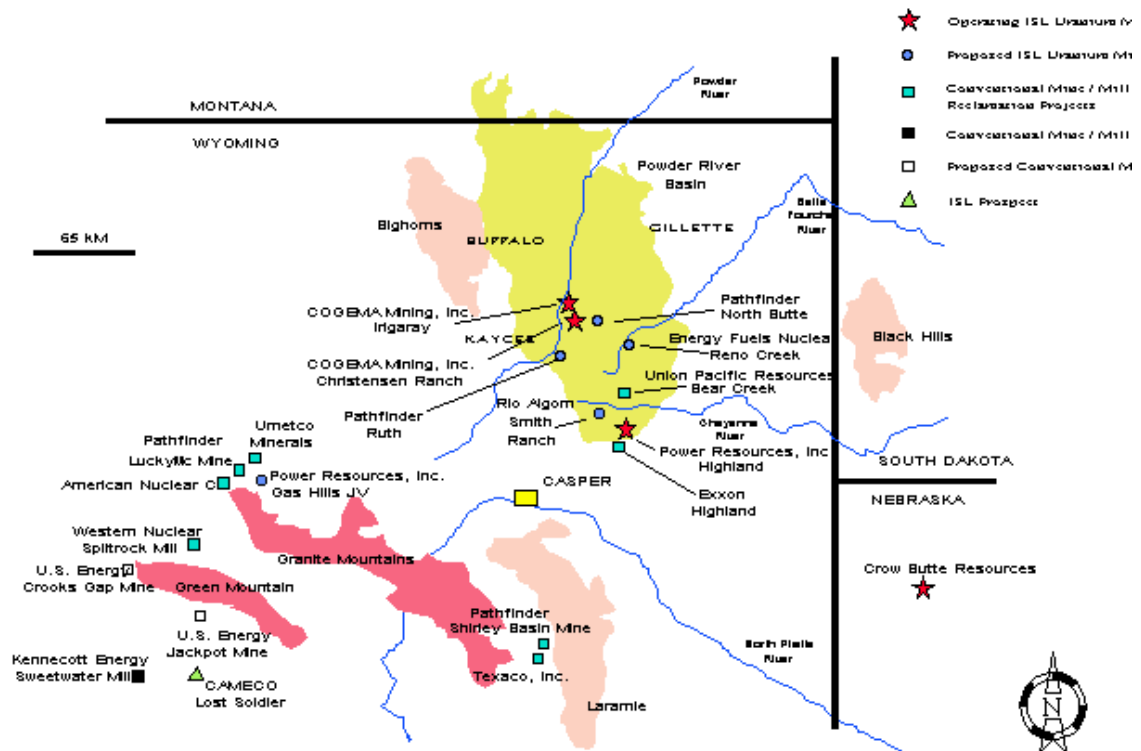 Operating ISL Uranium M
Proposed ISL Uranium M
Conventional Mine / Mill
Reclamation Projects
Conventional Mine / Mill
Proposed Conventional M
ISL Prospect
Powder
River
MONTANA
WYOMING
Powder River
Basin
Belle
Fourche
River
Bighorns
GILLETTE
BUFFALO
65 KM
COGEMA Mining, Inc.
Irigaray
Pathfinder
North Butte
KAYCEE
Energy Fuels Nuclear
Reno Creek
Black Hills
COGEMA Mining, Inc.
Christensen Ranch
Union Pacific Resources
Bear Creek
Rio Algom
Smith
Ranch
Pathfinder
Ruth
Cheyenne
River
Umetco
Minerals
Pathfinder
LuckyMc Mine
Power Resources, Inc
Highland
SOUTH DAKOTA
NEBRASKA
American Nuclear C
Power Resources, Inc.
Gas Hills JV
CASPER
Exxon
Highland
Western Nuclear
Splitrock Mill
Granite Mountains
U.S. Energy
Crooks Gap Mine
Green Mountain
Crow Butte Resources
Pathfinder
Shirley Basin Mine
U.S. Energy
Jackpot Mine
North Platte
River
Kennecott Energy
Sweetwater Mill
CAMECO
Lost Soldier
Texaco, Inc.
Laramie
N